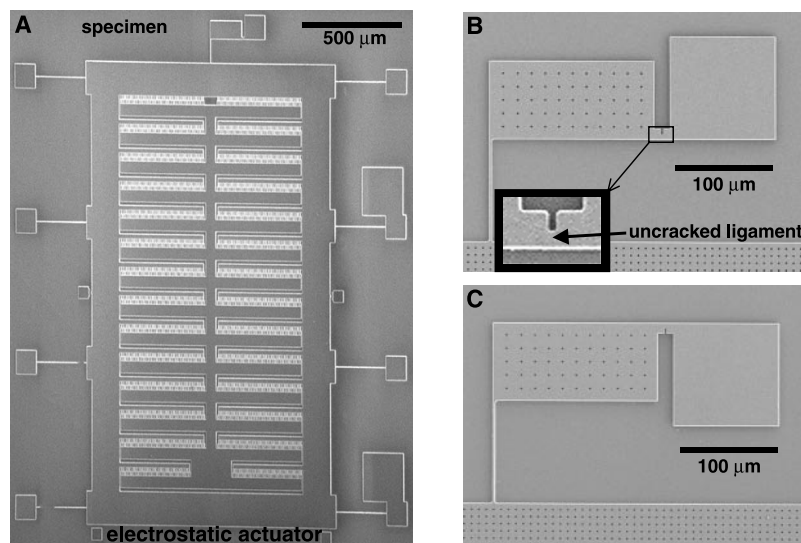 A
specimen
500 μm
electrostatic actuator
B
100 μm
uncracked ligament
C
100 μm